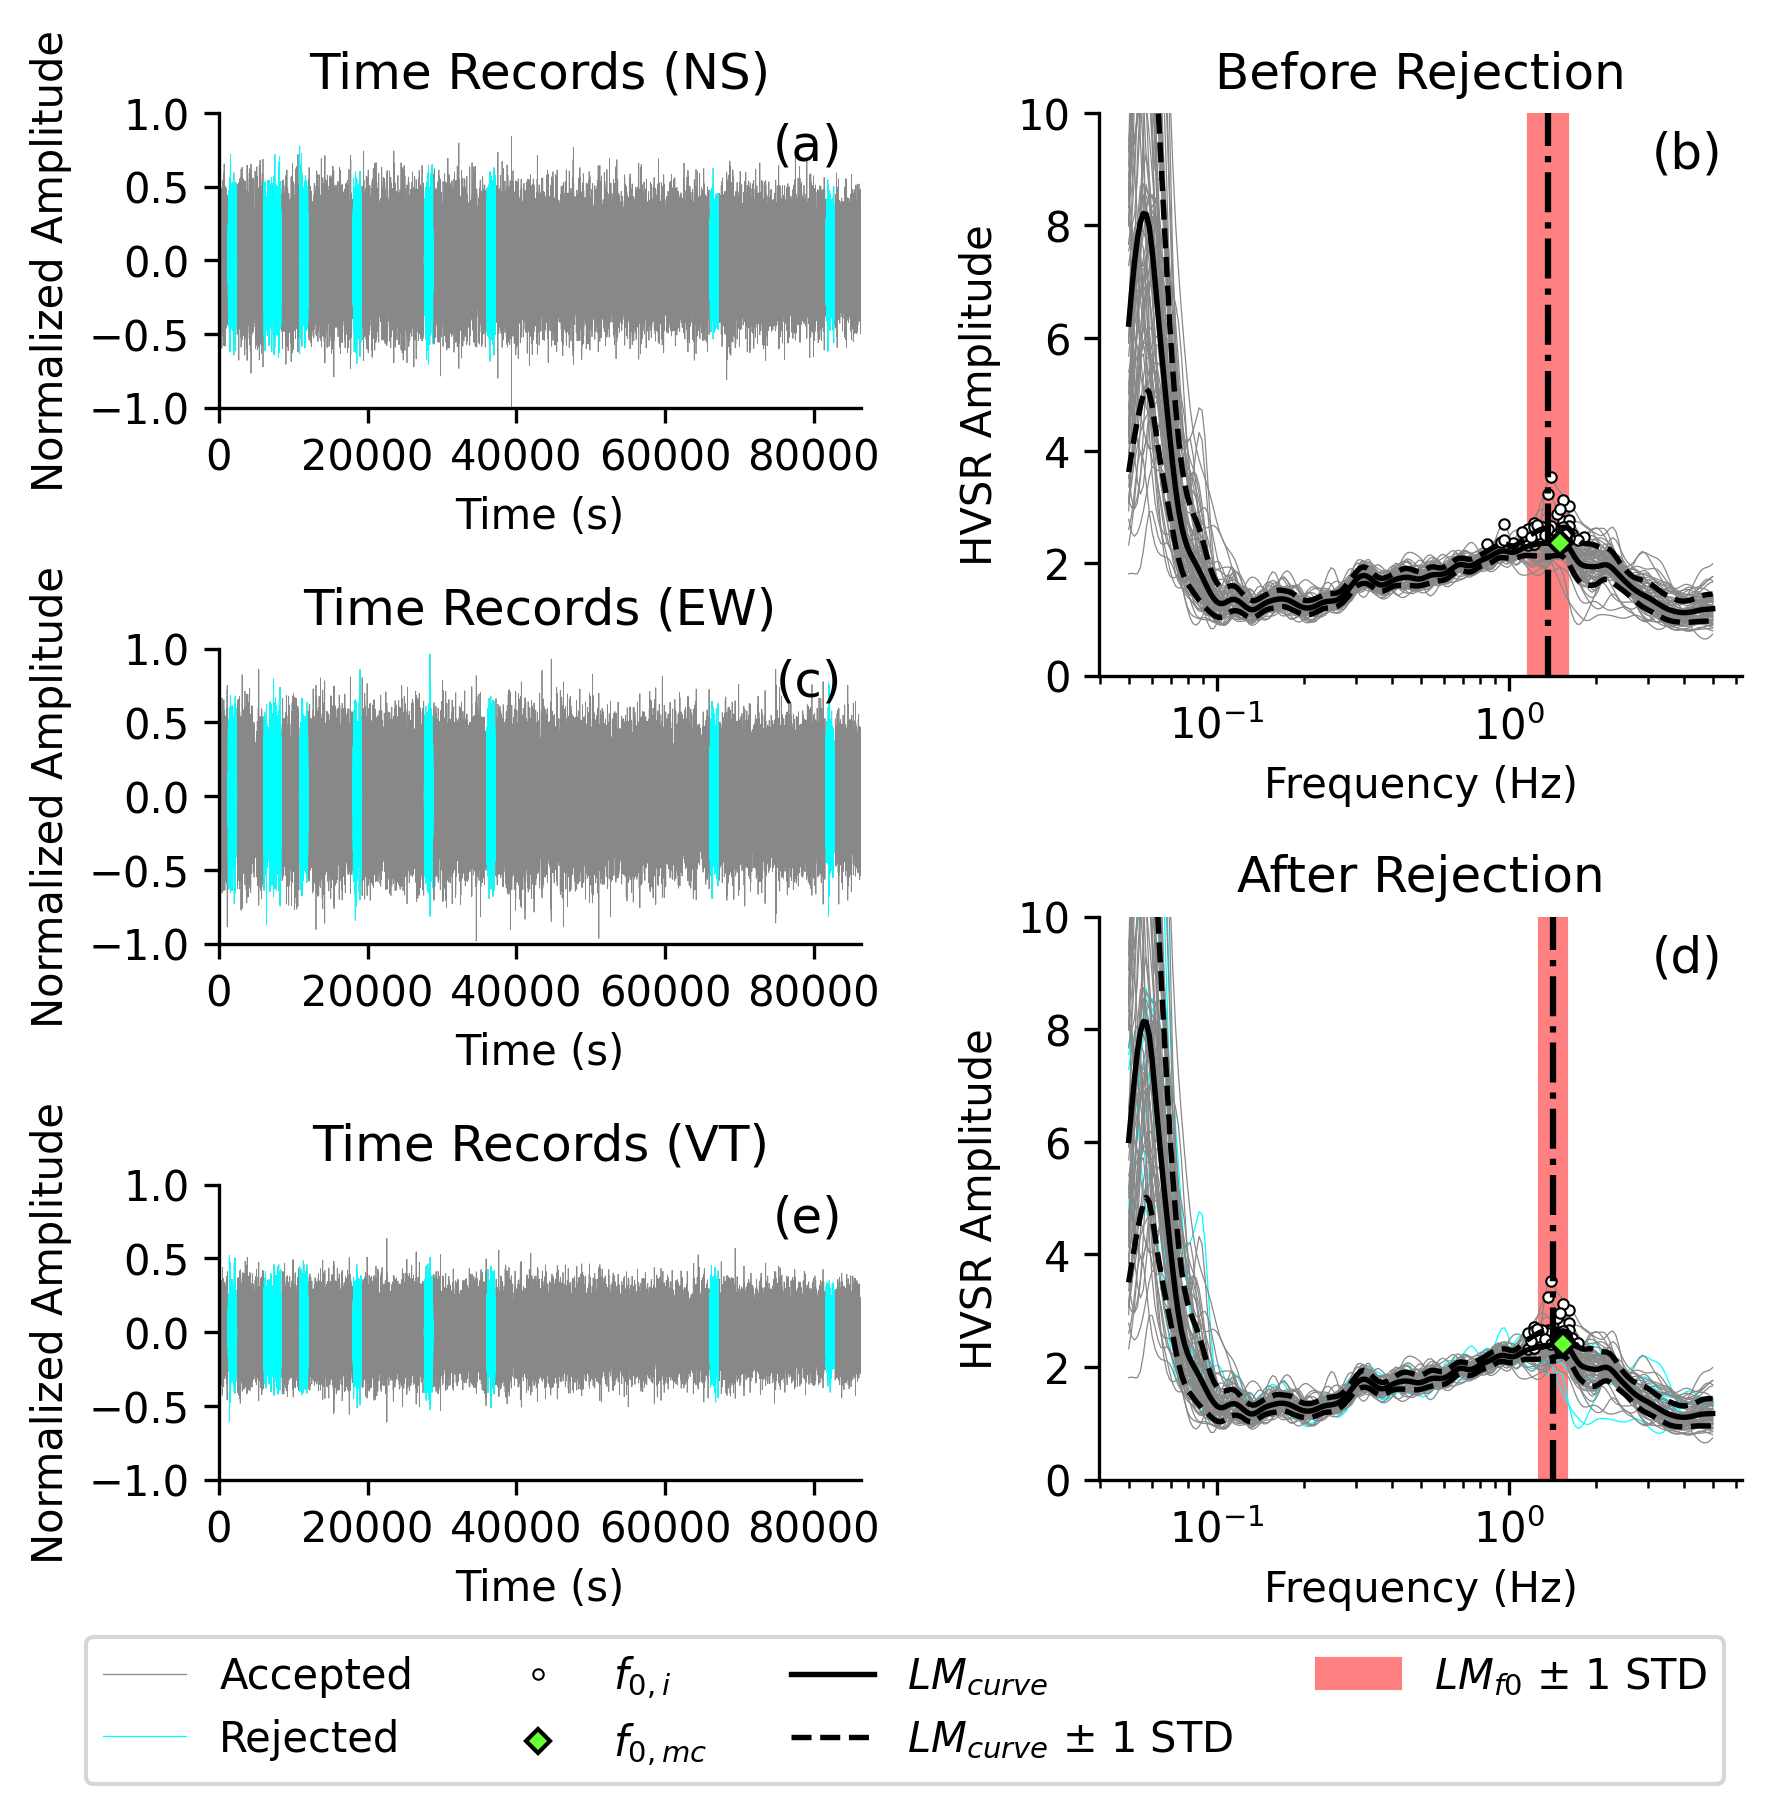 Time Records (NS)
(a)
Normalized Amplitude
1.0
0.5
0.0
−0.5
−1.0
0 20000 40000 60000 80000
Time (s)
Before Rejection
(b)
HVSR Amplitude
10
8
6
4
2
0
10⁻¹ 10⁰
Frequency (Hz)
Time Records (EW)
(c)
Normalized Amplitude
1.0
0.5
0.0
−0.5
−1.0
0 20000 40000 60000 80000
Time (s)
After Rejection
(d)
HVSR Amplitude
10
8
6
4
2
0
10⁻¹ 10⁰
Frequency (Hz)
Time Records (VT)
(e)
Normalized Amplitude
1.0
0.5
0.0
−0.5
−1.0
0 20000 40000 60000 80000
Time (s)
Accepted f0,i LMcurve LMf0 ± 1 STD
Rejected f0,mc LMcurve ± 1 STD